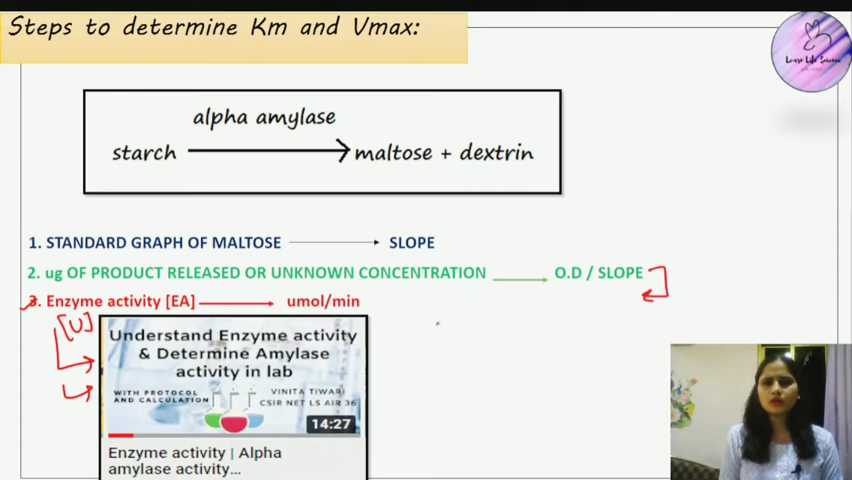 Steps to determine Km and Vmax:
Lonso Life Science
alpha amylase
starch maltose + dextrin
1. STANDARD GRAPH OF MALTOSE SLOPE
2. ug OF PRODUCT RELEASED OR UNKNOWN CONCENTRATION O.D / SLOPE
3. Enzyme activity [EA] umol/min
[U]
Understand Enzyme activity
& Determine Amylase
activity in lab
WITH PROTOCOL
AND CALCULATION
VINITA TIWARI
CSIR NET LS AIR 36
14:27
Enzyme activity | Alpha
amylase activity...